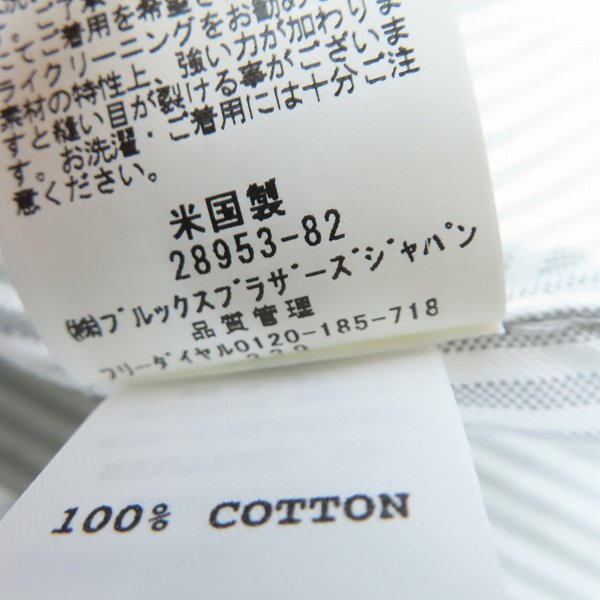 にてご着用を希望さ
ライクリーニングをお勧め
素材の特性上、強い力が加わりま
すと縫い目が裂ける事がございま
す。お洗濯・ご着用には十分ご注
意ください。
米国製
28953-82
㈱ブルックスブラザーズジャパン
品質管理
フリーダイヤル0120-185-718
100% COTTON